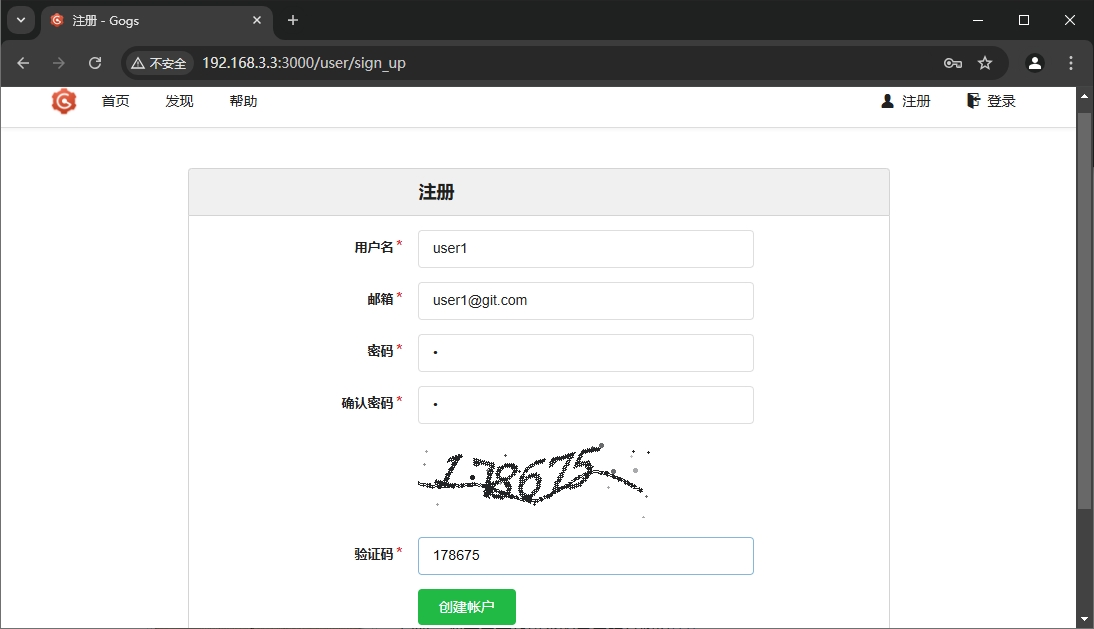 注册 - Gogs
不安全 192.168.3.3:3000/user/sign_up
首页 发现 帮助 注册 登录
注册
用户名 * user1
邮箱 * user1@git.com
密码 * •
确认密码 * •
178675
验证码 * 178675
创建帐户